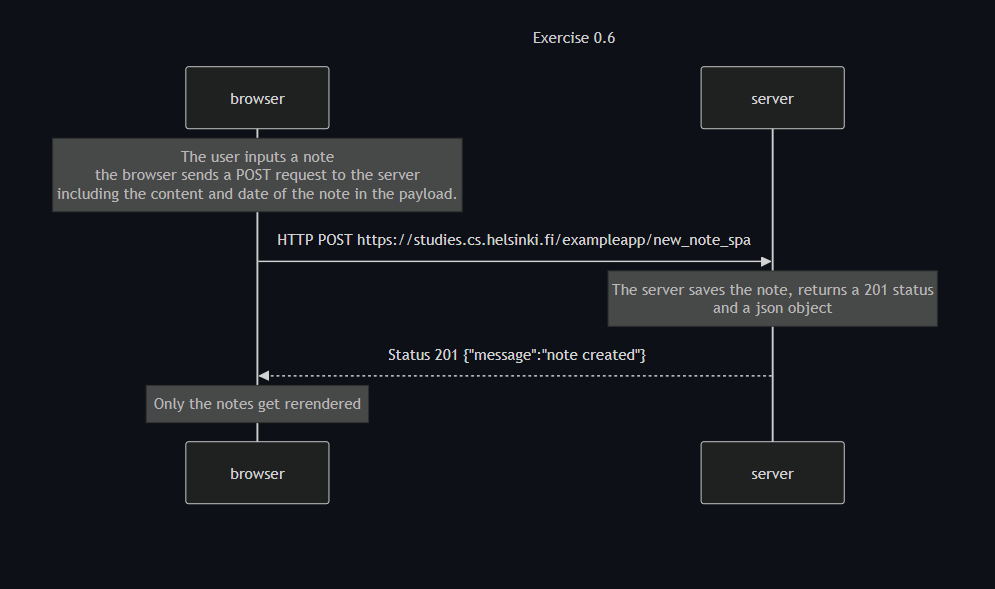 Exercise 0.6
browser
server
The user inputs a note
the browser sends a POST request to the server
including the content and date of the note in the payload.
HTTP POST https://studies.cs.helsinki.fi/exampleapp/new_note_spa
The server saves the note, returns a 201 status
and a json object
Status 201 {"message":"note created"}
Only the notes get rerendered
browser
server